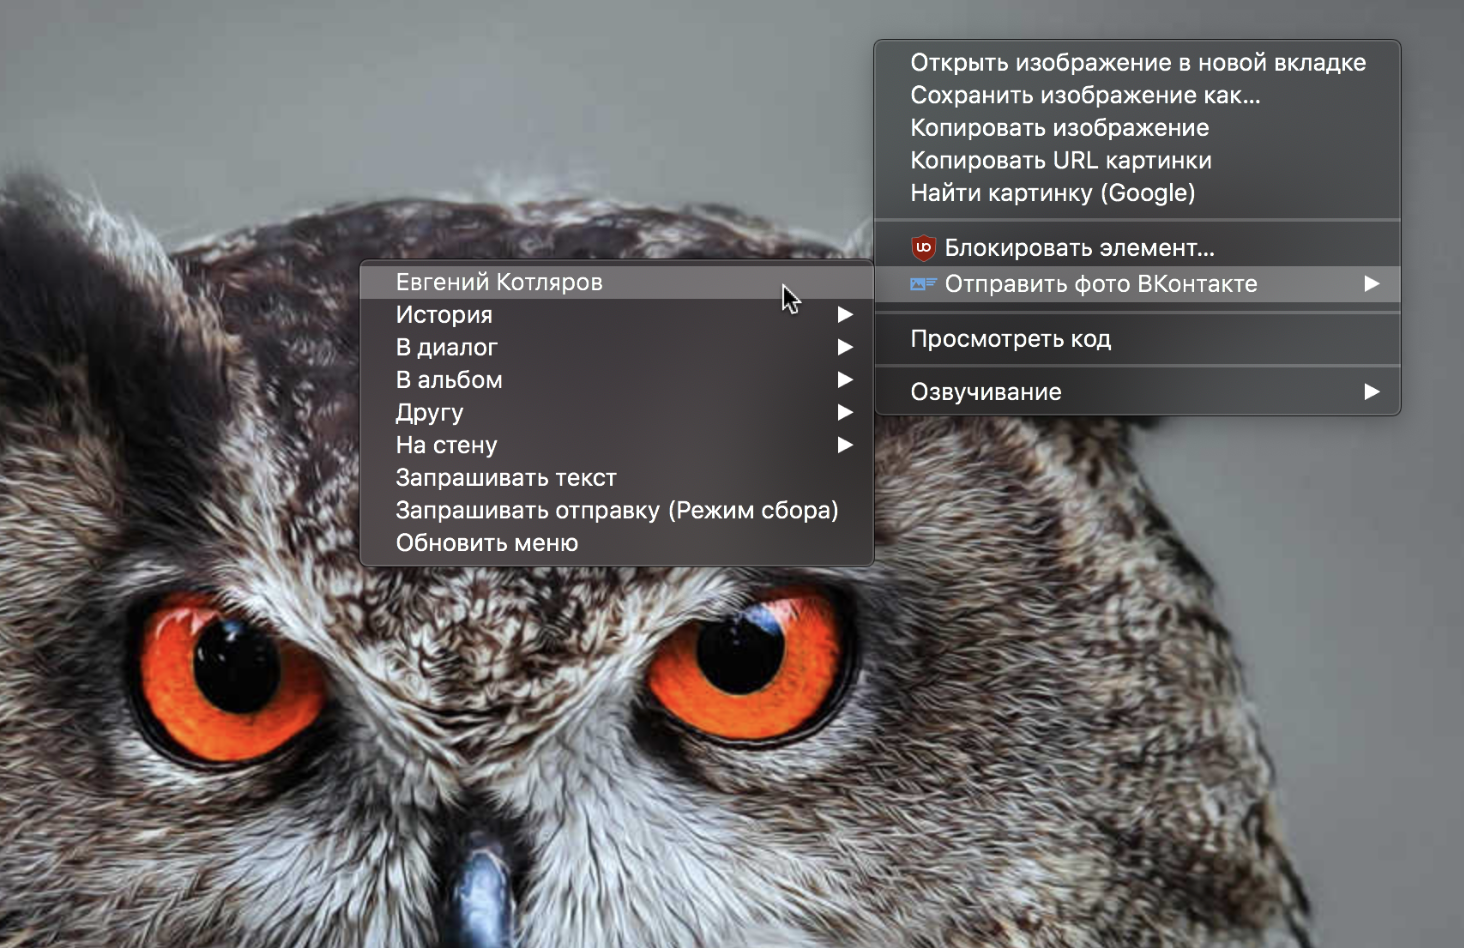 Открыть изображение в новой вкладке
Сохранить изображение как...
Копировать изображение
Копировать URL картинки
Найти картинку (Google)
Блокировать элемент...
Отправить фото ВКонтакте
Просмотреть код
Озвучивание
Евгений Котляров
История
В диалог
В альбом
Другу
На стену
Запрашивать текст
Запрашивать отправку (Режим сбора)
Обновить меню